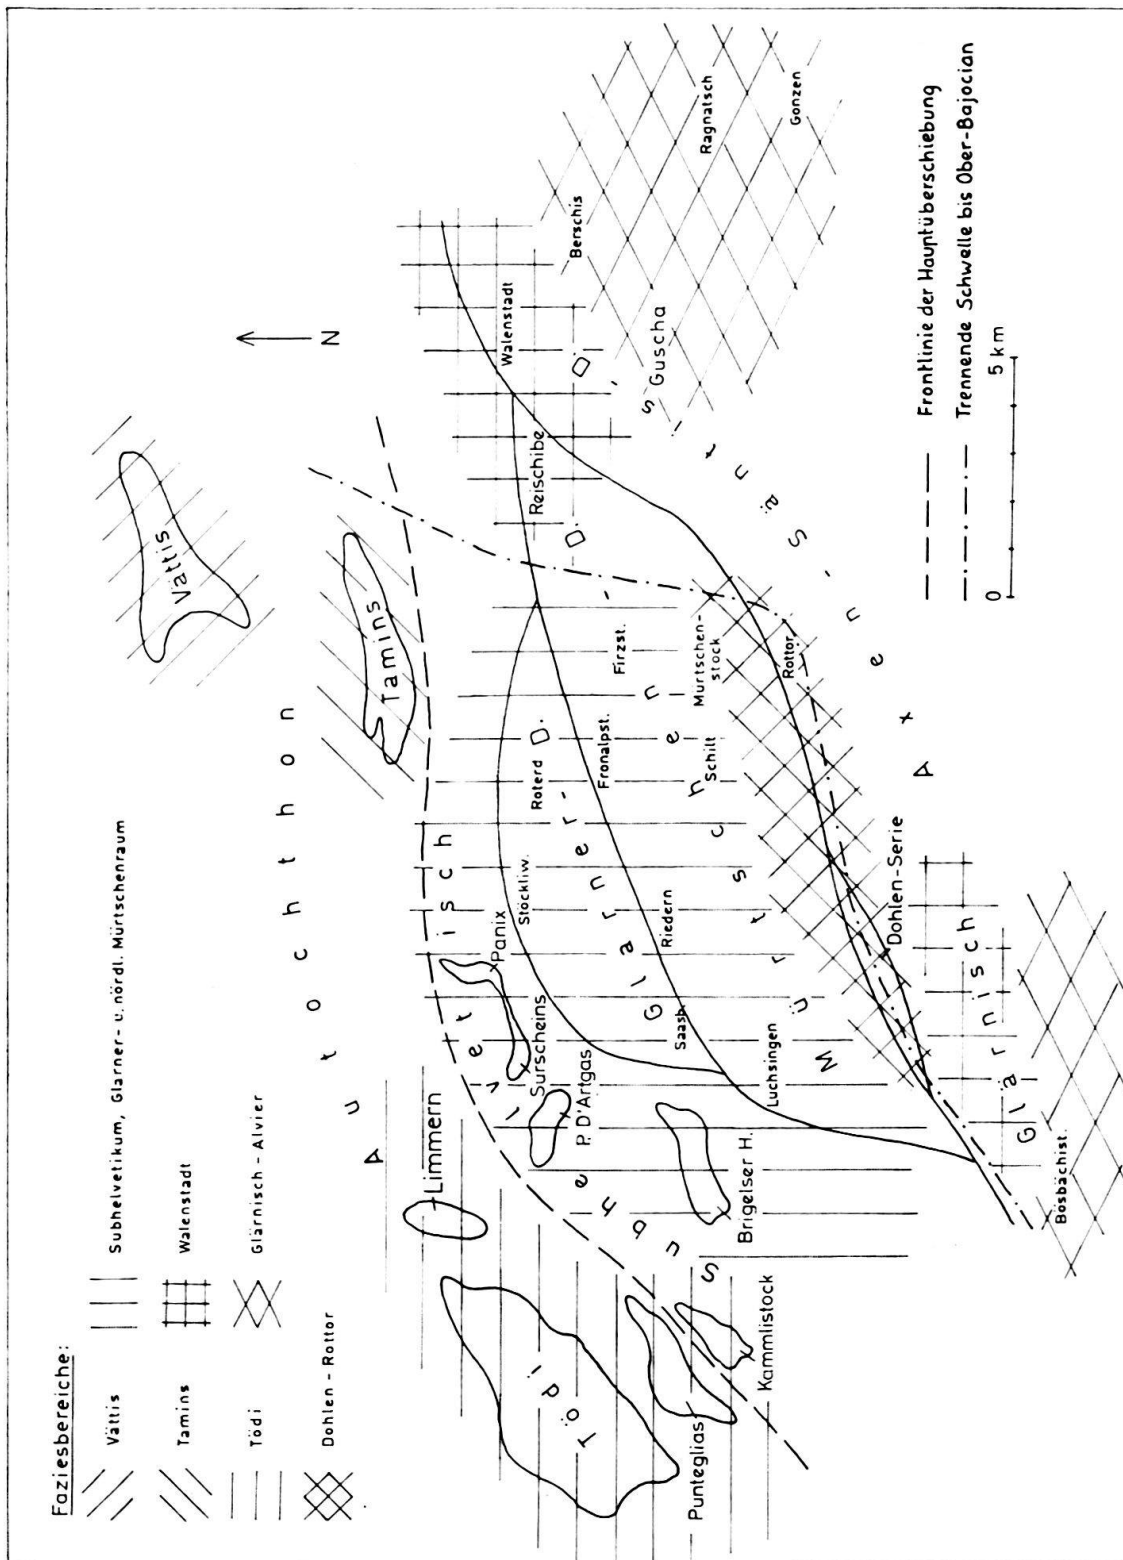 Faziesbereiche:
Vättis
Tamins
Tödi
Dohlen - Rottor
Subhelvetikum, Glarner- u. nördl. Mürtschenraum
Walenstadt
Glärnisch - Alvier
Vättis
N
Autochthon
Tamins
Limmern
Tödi
Subhelvetisch
Panix
Surscheins
P. D'Artgas
Brigelser H.
Punteglias
Kammlistock
Stöckliw.
Roterd
Reischibe
Walenstadt
Berschis
Ragnatsch
Gonzen
Guscha
Glarner - D.
Fronalpst.
Firzst.
Riedern
Saasb.
Luchsingen
Mürtschen - D.
Schilt
Mürtschen-
stock
Rottor
Dohlen-Serie
Axen - Säntis - D.
Glärnisch
Bösbächist.
Frontlinie der Hauptüberschiebung
Trennende Schwelle bis Ober-Bajocian
0
5 km